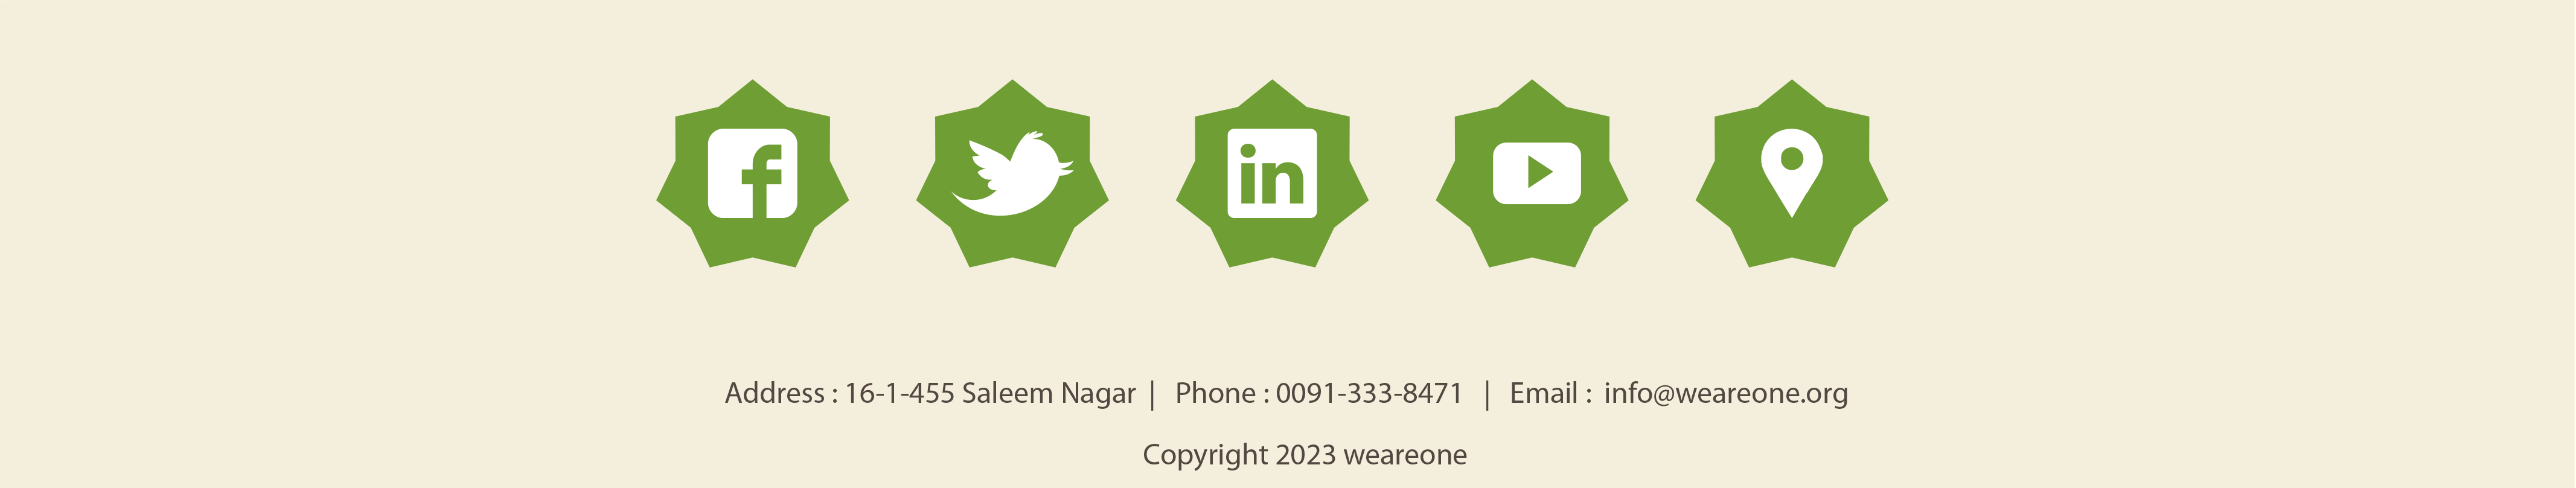 Address : 16-1-455 Saleem Nagar | Phone : 0091-333-8471 | Email : info@weareone.org
Copyright 2023 weareone